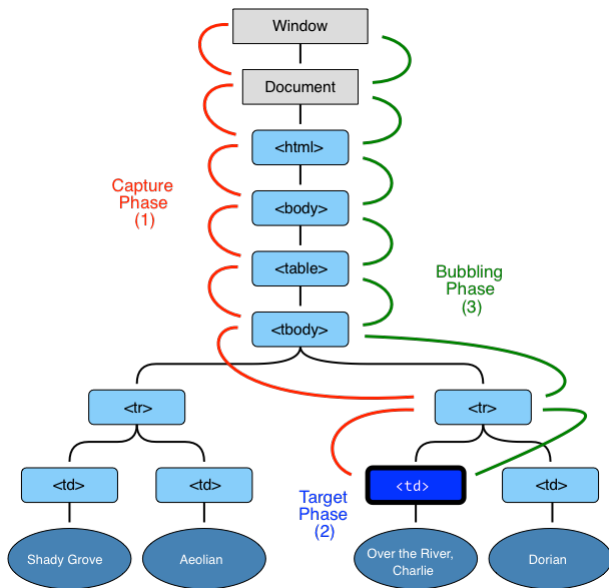 Window
Document
<html>
Capture
Phase
(1)
<body>
<table>
Bubbling
Phase
(3)
<tbody>
<tr>
<tr>
<td>
<td>
Target
Phase
(2)
<td>
<td>
Shady Grove
Aeolian
Over the River,
Charlie
Dorian